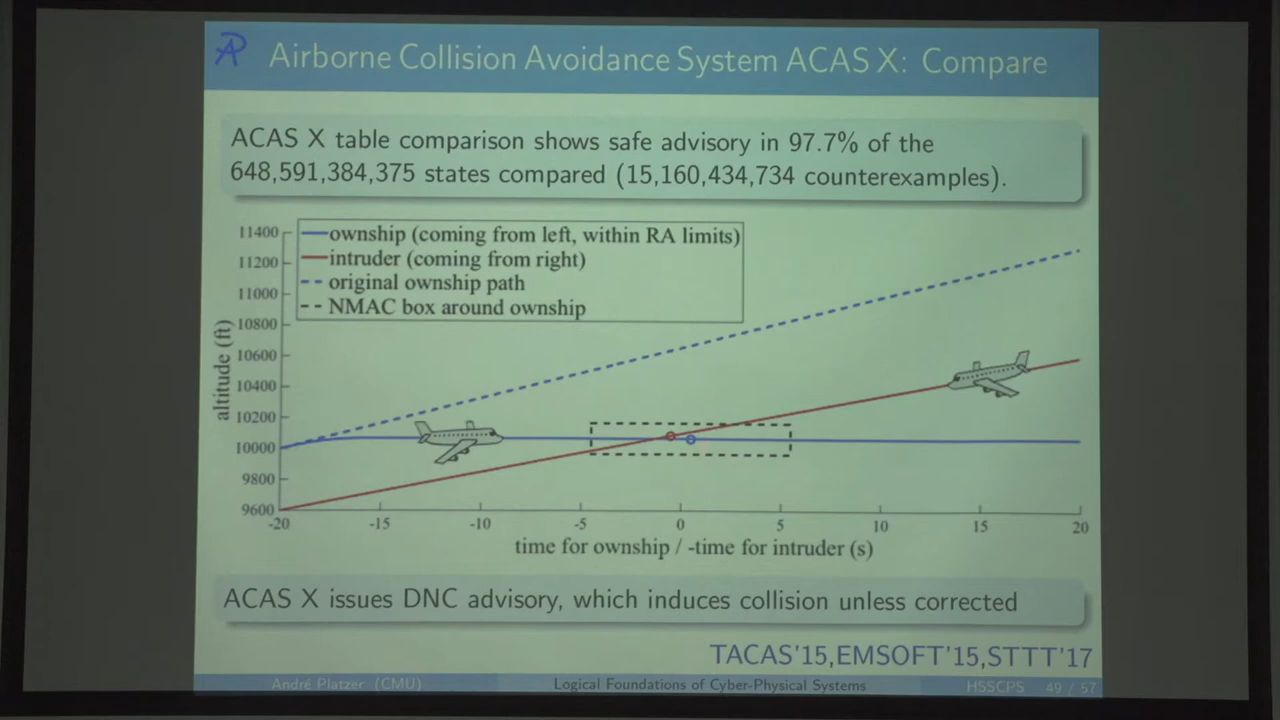 Airborne Collision Avoidance System ACAS X: Compare
ACAS X table comparison shows safe advisory in 97.7% of the
648,591,384,375 states compared (15,160,434,734 counterexamples).
ownship (coming from left, within RA limits)
intruder (coming from right)
original ownship path
NMAC box around ownship
altitude (ft)
11400
11200
11000
10800
10600
10400
10200
10000
9800
9600
-20 -15 -10 -5 0 5 10 15 20
time for ownship / -time for intruder (s)
ACAS X issues DNC advisory, which induces collision unless corrected
TACAS'15,EMSOFT'15,STTT'17
André Platzer (CMU) Logical Foundations of Cyber-Physical Systems HSSCPS 49 / 57